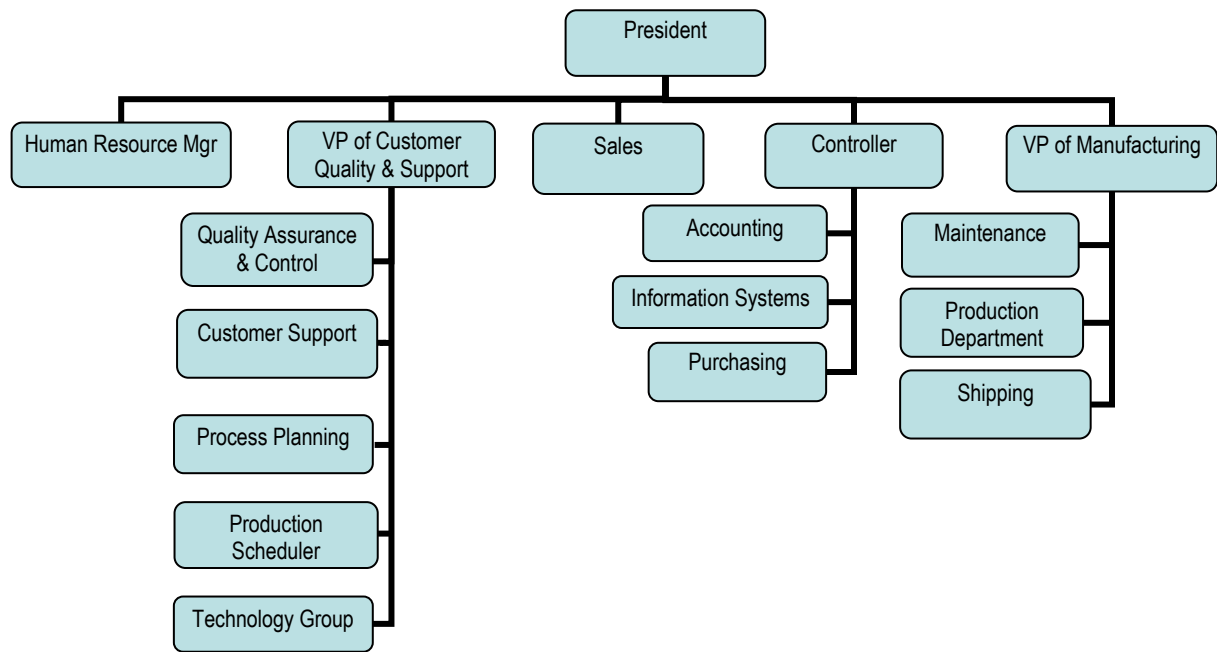 President
Human Resource Mgr
VP of Customer
Quality & Support
Sales
Controller
VP of Manufacturing
Quality Assurance
& Control
Customer Support
Process Planning
Production
Scheduler
Technology Group
Accounting
Information Systems
Purchasing
Maintenance
Production
Department
Shipping